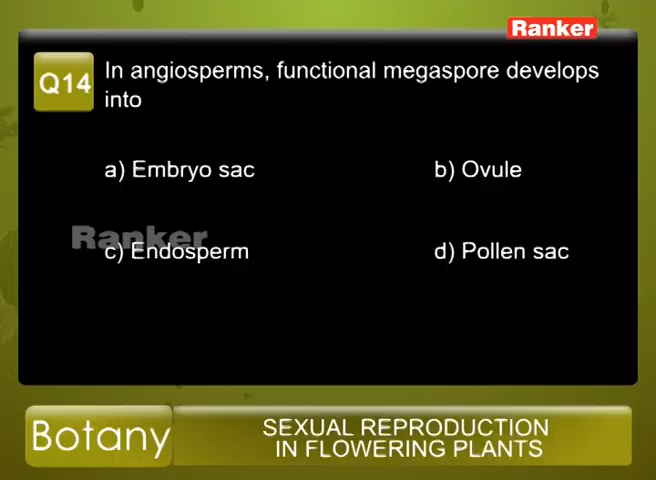 Ranker
Q14
In angiosperms, functional megaspore develops
into
a) Embryo sac
b) Ovule
Ranker
c) Endosperm
d) Pollen sac
Botany
SEXUAL REPRODUCTION
IN FLOWERING PLANTS